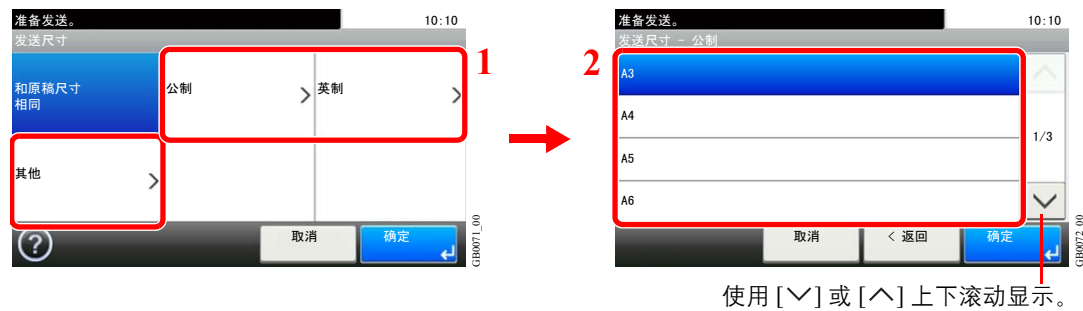 准备发送。 10:10
发送尺寸
和原稿尺寸
相同
公制 >
英制 >
其他 >
取消
确定
1
GB0071_00
2
准备发送。 10:10
发送尺寸 - 公制
A3
A4
A5
A6
1/3
取消
< 返回
确定
GB0072_00
使用 [∨] 或 [∧] 上下滚动显示。